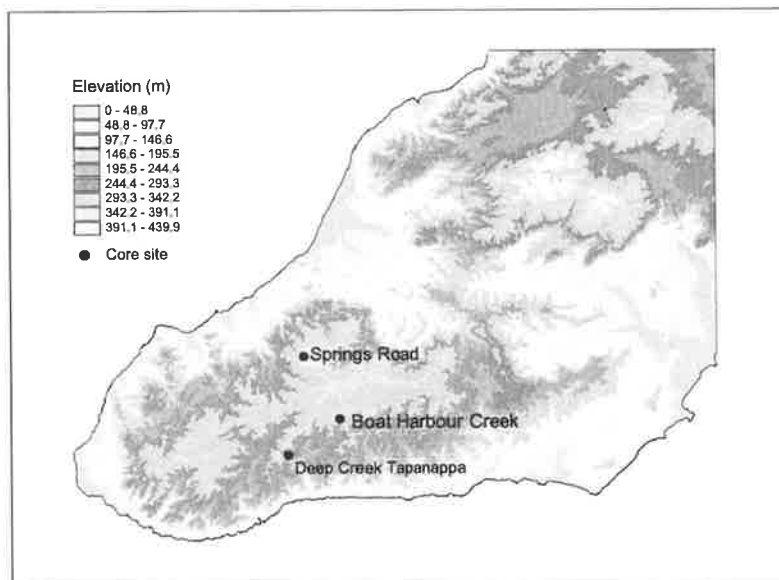 Elevation (m)
0 - 48.8
48.8 - 97.7
97.7 - 146.6
146.6 - 195.5
195.5 - 244.4
244.4 - 293.3
293.3 - 342.2
342.2 - 391.1
391.1 - 439.9
Core site
Springs Road
Boat Harbour Creek
Deep Creek Tapanappa